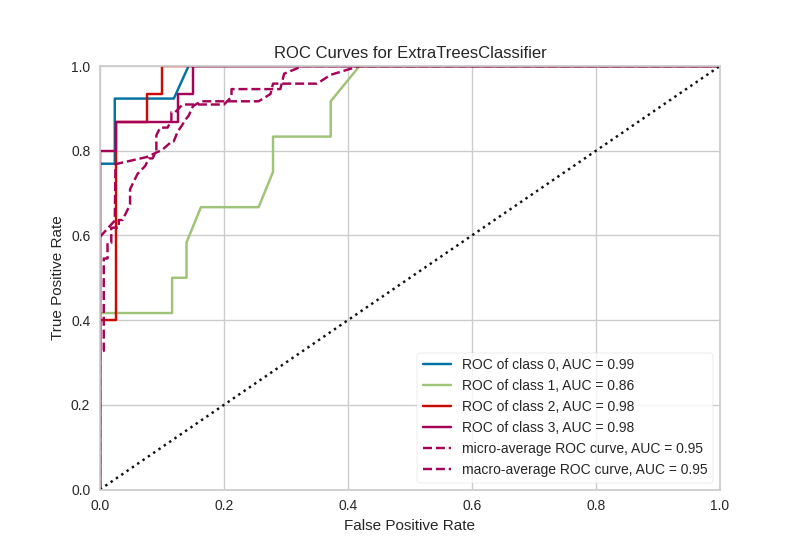 ROC Curves for ExtraTreesClassifier
1.0
0.8
0.6
0.4
0.2
0.0
True Positive Rate
0.0 0.2 0.4 0.6 0.8 1.0
False Positive Rate
ROC of class 0, AUC = 0.99
ROC of class 1, AUC = 0.86
ROC of class 2, AUC = 0.98
ROC of class 3, AUC = 0.98
micro-average ROC curve, AUC = 0.95
macro-average ROC curve, AUC = 0.95